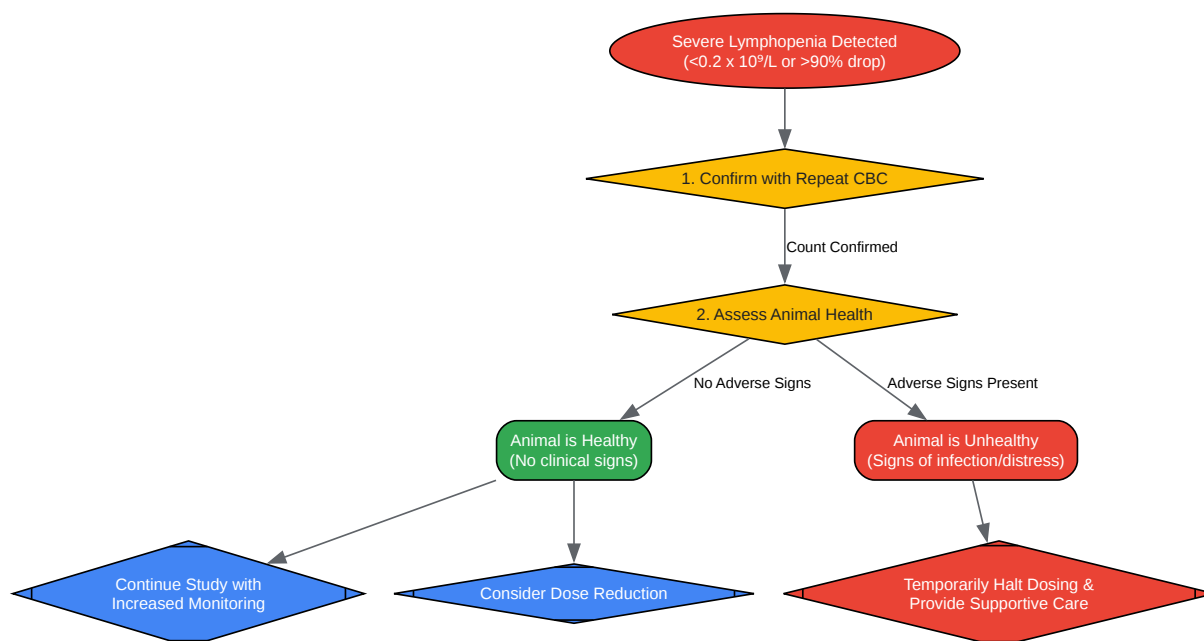 Severe Lymphopenia Detected
(<0.2 x 10⁹/L or >90% drop)
1. Confirm with Repeat CBC
Count Confirmed
2. Assess Animal Health
No Adverse Signs
Adverse Signs Present
Animal is Healthy
(No clinical signs)
Animal is Unhealthy
(Signs of infection/distress)
Continue Study with
Increased Monitoring
Consider Dose Reduction
Temporarily Halt Dosing &
Provide Supportive Care